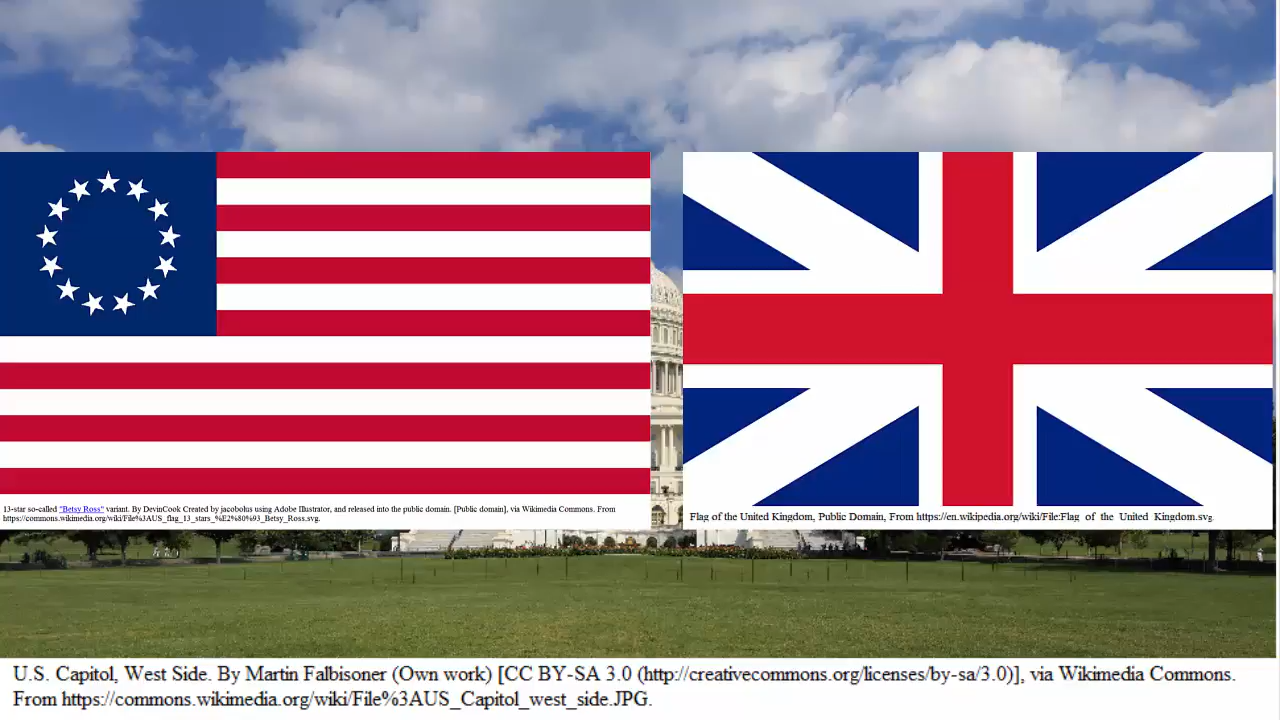 13-star so-called "Betsy Ross" variant. By DevinCook Created by jacobolus using Adobe Illustrator, and released into the public domain. [Public domain], via Wikimedia Commons. From
https://commons.wikimedia.org/wiki/File%3AUS_flag_13_stars_%E2%80%93_Betsy_Ross.svg.
Flag of the United Kingdom, Public Domain, From https://en.wikipedia.org/wiki/File:Flag_of_the_United_Kingdom.svg.
U.S. Capitol, West Side. By Martin Falbisoner (Own work) [CC BY-SA 3.0 (http://creativecommons.org/licenses/by-sa/3.0)], via Wikimedia Commons.
From https://commons.wikimedia.org/wiki/File%3AUS_Capitol_west_side.JPG.